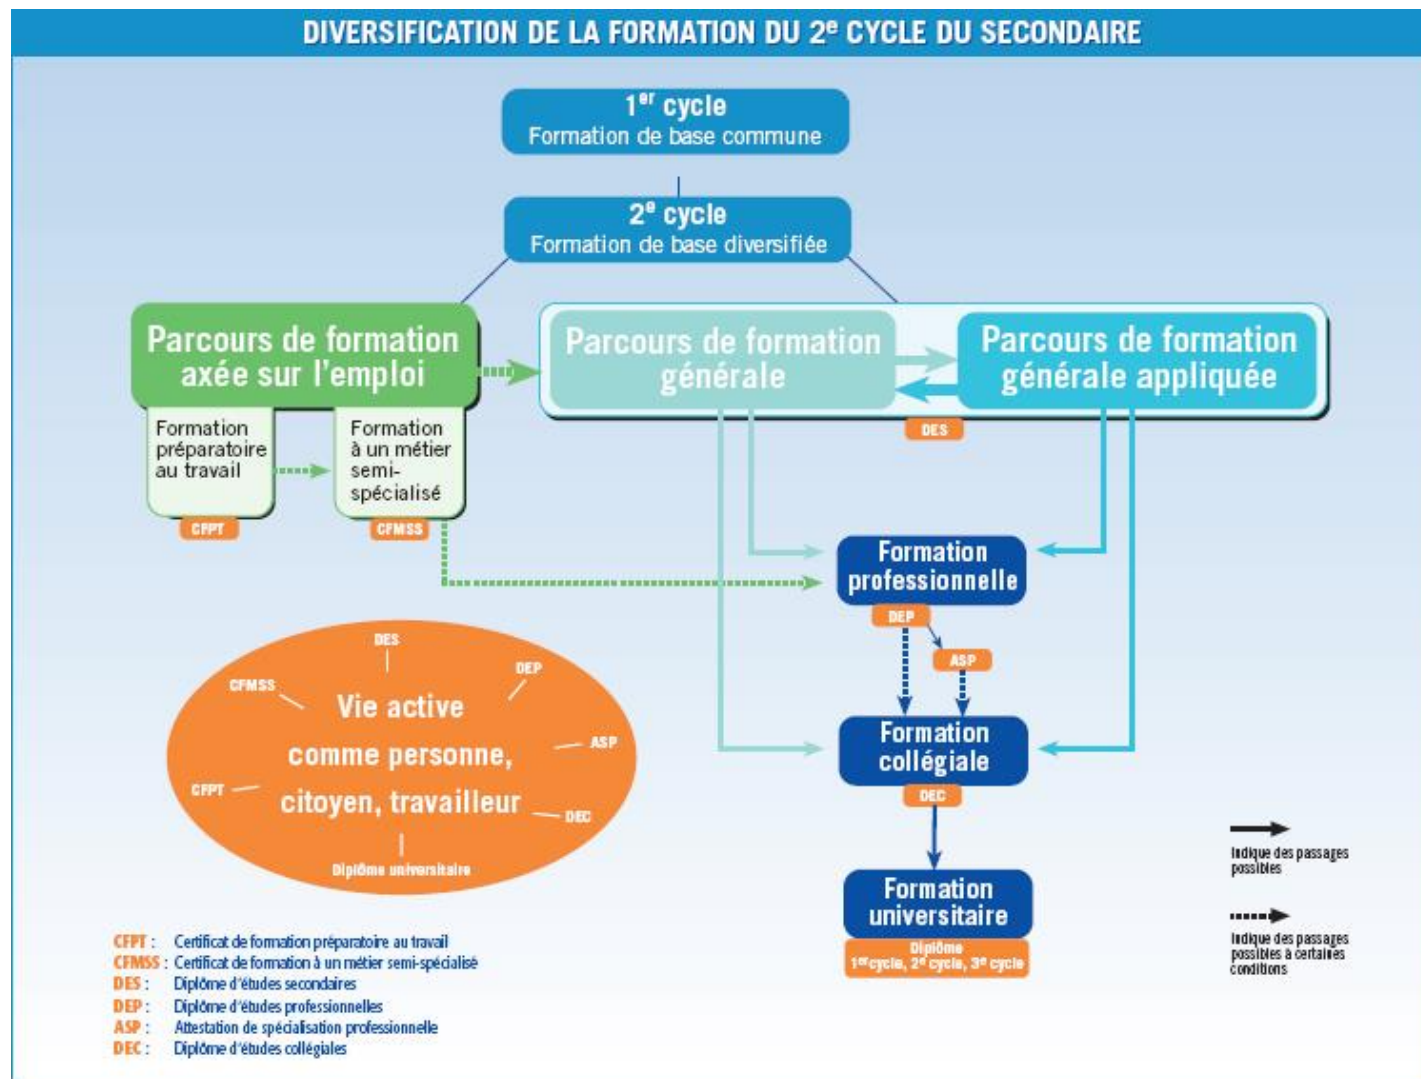 DIVERSIFICATION DE LA FORMATION DU 2e CYCLE DU SECONDAIRE
1er cycle
Formation de base commune
2e cycle
Formation de base diversifiée
Parcours de formation
axée sur l'emploi
Parcours de formation
générale
Parcours de formation
générale appliquée
DES
Formation
préparatoire
au travail
Formation
à un métier
semi-
spécialisé
CFPT
CFMSS
Formation
professionnelle
DEP
ASP
Formation
collégiale
DEC
Formation
universitaire
Diplôme
1er cycle, 2e cycle, 3e cycle
DES
DEP
CFMSS
Vie active
comme personne,
citoyen, travailleur
ASP
CFPT
DEC
Diplôme universitaire
Indique des passages
possibles
Indique des passages
possibles à certaines
conditions
CFPT : Certificat de formation préparatoire au travail
CFMSS : Certificat de formation à un métier semi-spécialisé
DES : Diplôme d'études secondaires
DEP : Diplôme d'études professionnelles
ASP : Attestation de spécialisation professionnelle
DEC : Diplôme d'études collégiales